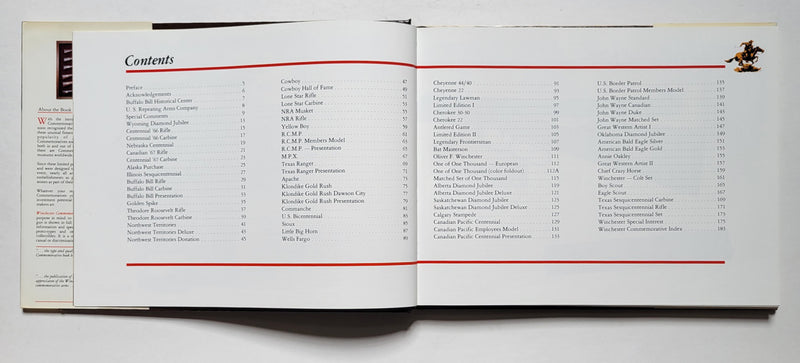 About the Book
Contents
Preface 5
Acknowledgements 6
Buffalo Bill Historical Center 7
U.S. Repeating Arms Company 8
Special Comments 9
Wyoming Diamond Jubilee 13
Centennial '66 Rifle 15
Centennial '66 Carbine 17
Nebraska Centennial 19
Canadian '67 Rifle 21
Canadian '67 Carbine 23
Alaska Purchase 25
Illinois Sesquicentennial 27
Buffalo Bill Rifle 29
Buffalo Bill Carbine 31
Buffalo Bill Presentation 33
Golden Spike 35
Theodore Roosevelt Rifle 37
Theodore Roosevelt Carbine 39
Northwest Territories 41
Northwest Territories Deluxe 43
Northwest Territories Donation 45
Cowboy 47
Cowboy Hall of Fame 49
Lone Star Rifle 51
Lone Star Carbine 53
NRA Musket 55
NRA Rifle 57
Yellow Boy 59
R.C.M.P. 61
R.C.M.P. Members Model 63
R.C.M.P. — Presentation 65
M.P.X. 67
Texas Ranger 69
Texas Ranger Presentation 71
Apache 73
Klondike Gold Rush 75
Klondike Gold Rush Dawson City 77
Klondike Gold Rush Presentation 79
Comanche 81
U.S. Bicentennial 83
Sioux 85
Little Big Horn 87
Wells Fargo 89
Cheyenne 44/40 91
Cheyenne 22 93
Legendary Lawman 95
Limited Edition I 97
Cherokee 30-30 99
Cherokee 22 101
Antlered Game 103
Limited Edition II 105
Legendary Frontiersman 107
Bat Masterson 109
Oliver F. Winchester 111
One of One Thousand — European 112
One of One Thousand (color foldout) 112A
Matched Set of One Thousand 115
Alberta Diamond Jubilee 119
Alberta Diamond Jubilee Deluxe 121
Saskatchewan Diamond Jubilee 123
Saskatchewan Diamond Jubilee Deluxe 125
Calgary Stampede 127
Canadian Pacific Centennial 129
Canadian Pacific Employees Model 131
Canadian Pacific Centennial Presentation 133
U.S. Border Patrol 135
U.S. Border Patrol Members Model 137
John Wayne Standard 139
John Wayne Canadian 141
John Wayne Duke 143
John Wayne Matched Set 145
Great Western Artist I 147
Oklahoma Diamond Jubilee 149
American Bald Eagle Silver 151
American Bald Eagle Gold 153
Annie Oakley 155
Great Western Artist II 157
Chief Crazy Horse 159
Winchester — Colt Set 161
Boy Scout 165
Eagle Scout 167
Texas Sesquicentennial Carbine 169
Texas Sesquicentennial Rifle 171
Texas Sesquicentennial Set 173
Winchester Special Interest 175
Winchester Commemorative Index 185